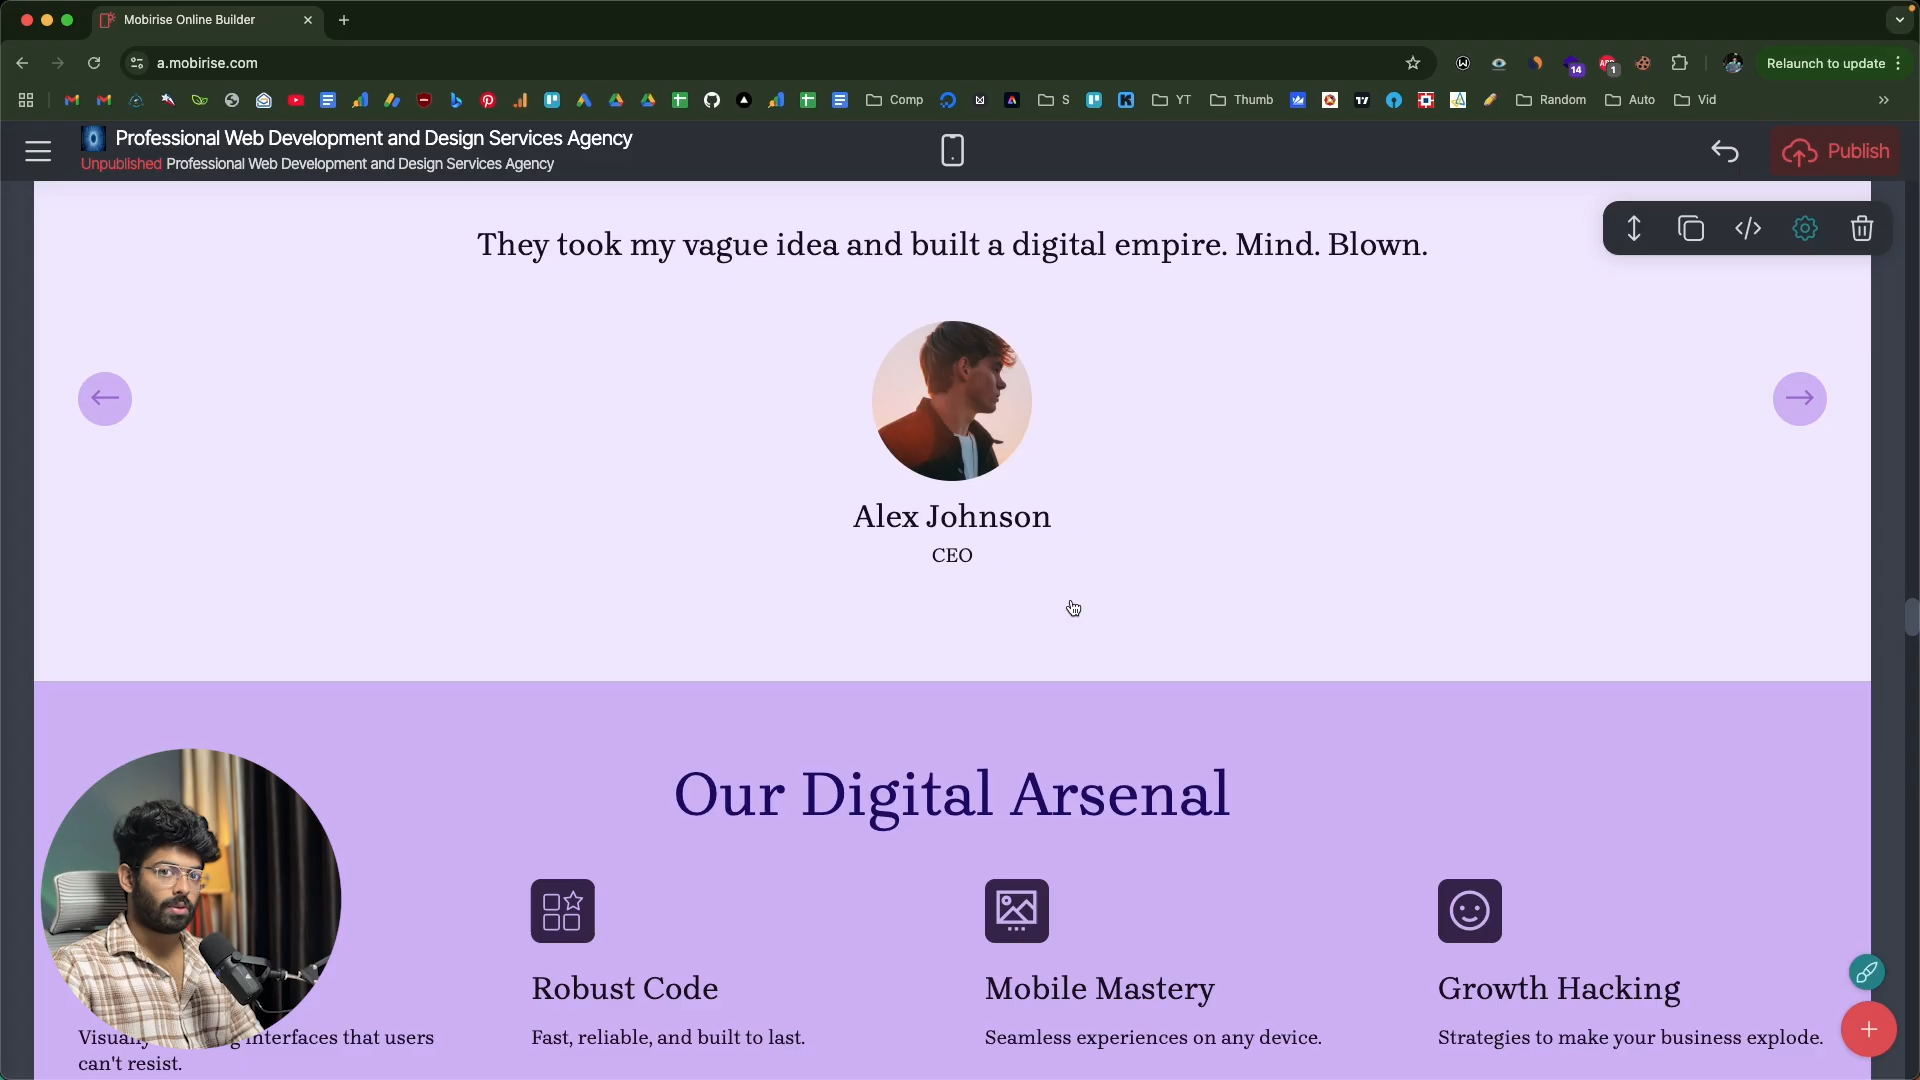 Mobirise Online Builder
a.mobirise.com
14
1
Relaunch to update
Comp
S
YT
Thumb
Random
Auto
Vid
Professional Web Development and Design Services Agency
Unpublished Professional Web Development and Design Services Agency
Publish
They took my vague idea and built a digital empire. Mind. Blown.
Alex Johnson
CEO
Our Digital Arsenal
Robust Code
Mobile Mastery
Growth Hacking
interfaces that users
can't resist.
Fast, reliable, and built to last.
Seamless experiences on any device.
Strategies to make your business explode.